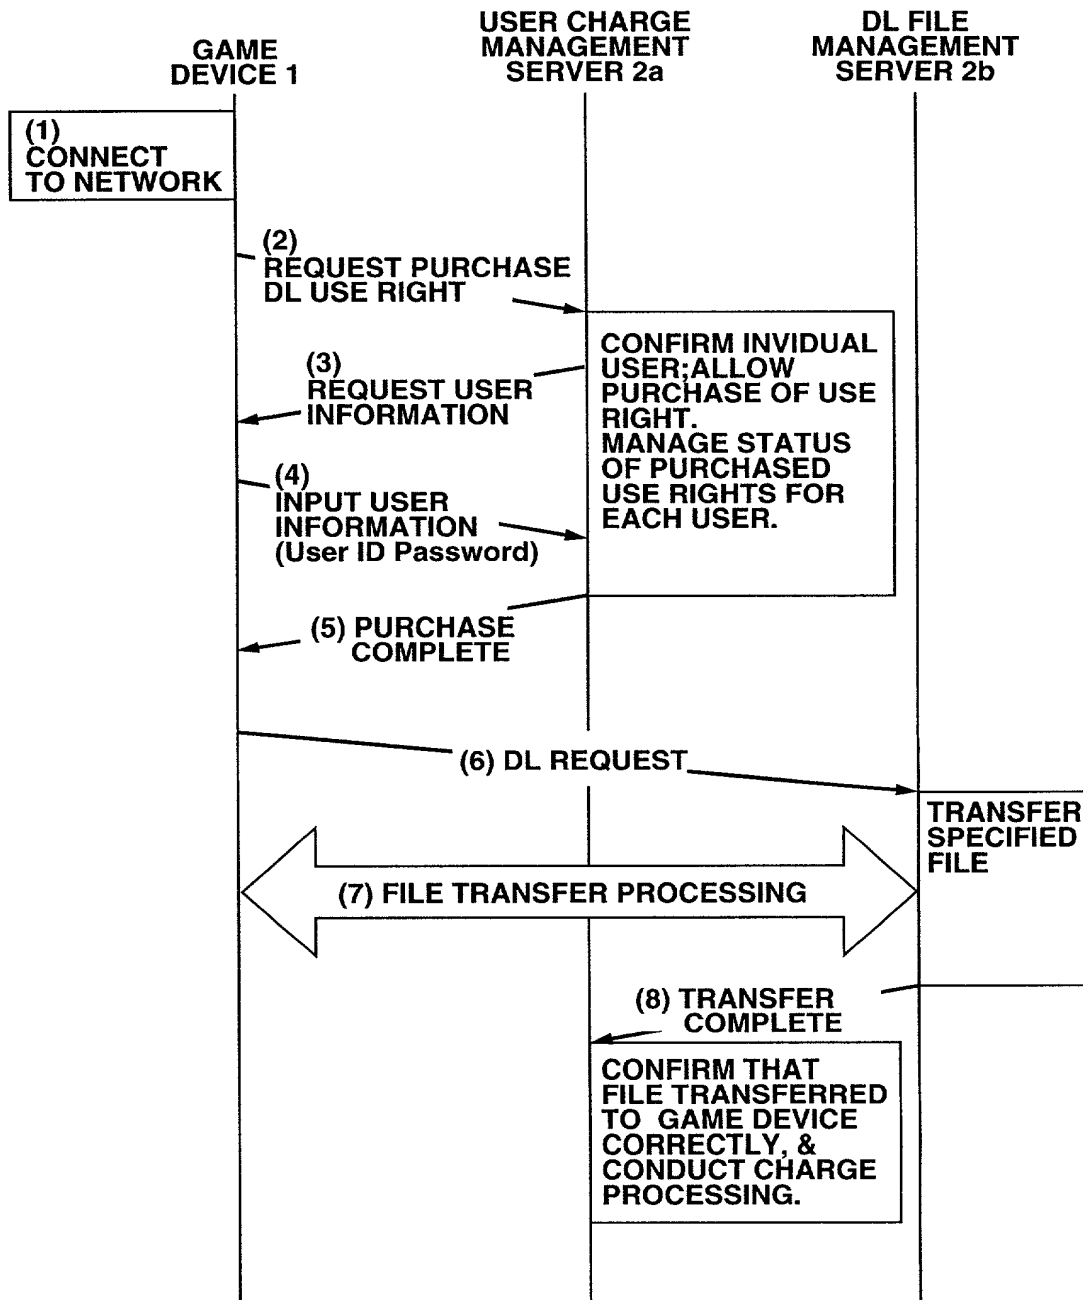 GAME
DEVICE 1
USER CHARGE
MANAGEMENT
SERVER 2a
DL FILE
MANAGEMENT
SERVER 2b
(1)
CONNECT
TO NETWORK
(2)
REQUEST PURCHASE
DL USE RIGHT
CONFIRM INVIDUAL
USER;ALLOW
PURCHASE OF USE
RIGHT.
MANAGE STATUS
OF PURCHASED
USE RIGHTS FOR
EACH USER.
(3)
REQUEST USER
INFORMATION
(4)
INPUT USER
INFORMATION
(User ID Password)
(5) PURCHASE
COMPLETE
(6) DL REQUEST
TRANSFER
SPECIFIED
FILE
(7) FILE TRANSFER PROCESSING
(8) TRANSFER
COMPLETE
CONFIRM THAT
FILE TRANSFERRED
TO GAME DEVICE
CORRECTLY, &
CONDUCT CHARGE
PROCESSING.